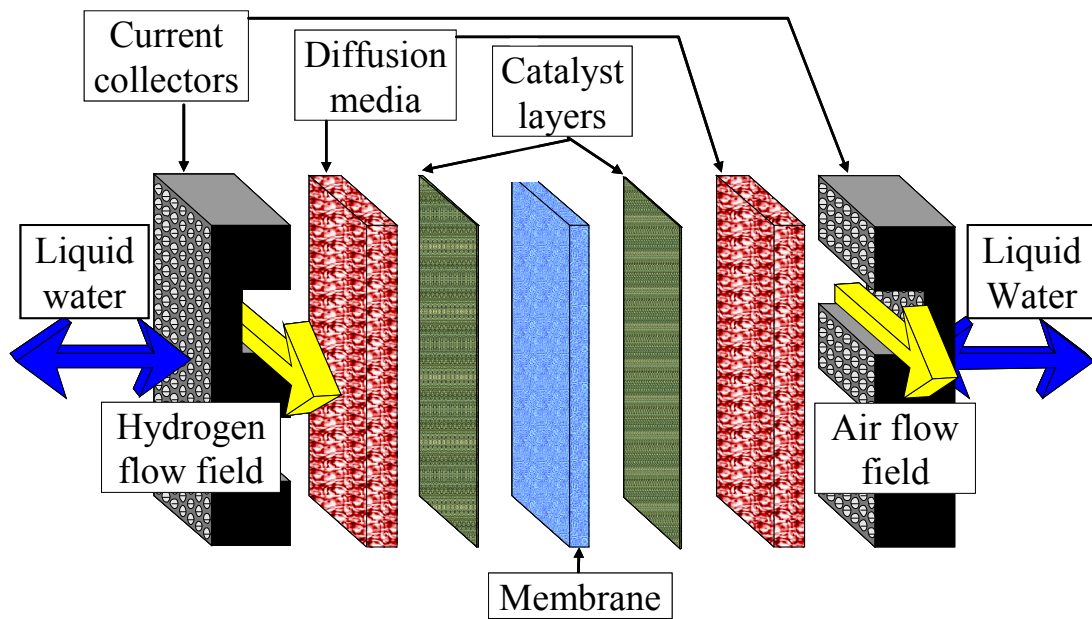 Current
collectors
Diffusion
media
Catalyst
layers
Liquid
water
Liquid
Water
Hydrogen
flow field
Air flow
field
Membrane